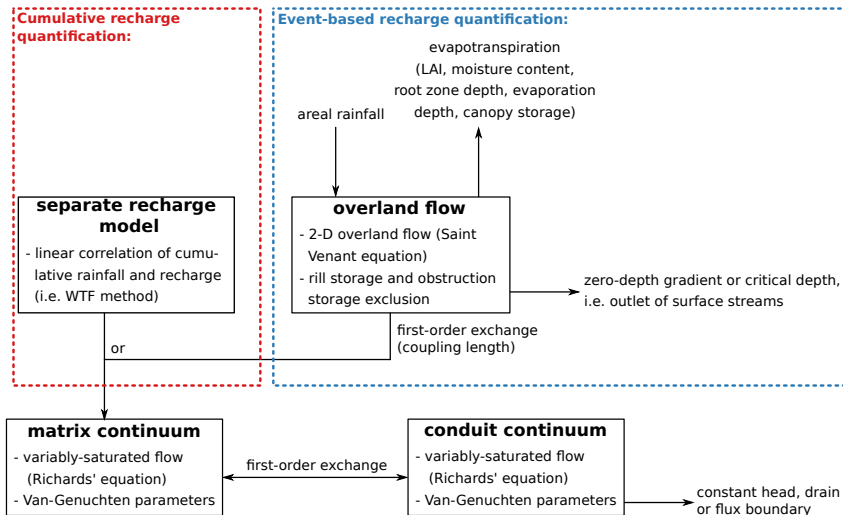 Cumulative recharge
quantification:
Event-based recharge quantification:
evapotranspiration
(LAI, moisture content,
root zone depth, evaporation
depth, canopy storage)
areal rainfall
separate recharge
model
- linear correlation of cumu-
lative rainfall and recharge
(i.e. WTF method)
overland flow
- 2-D overland flow (Saint
Venant equation)
- rill storage and obstruction
storage exclusion
zero-depth gradient or critical depth,
i.e. outlet of surface streams
first-order exchange
(coupling length)
or
matrix continuum
- variably-saturated flow
(Richards' equation)
- Van-Genuchten parameters
first-order exchange
conduit continuum
- variably-saturated flow
(Richards' equation)
- Van-Genuchten parameters
constant head, drain
or flux boundary